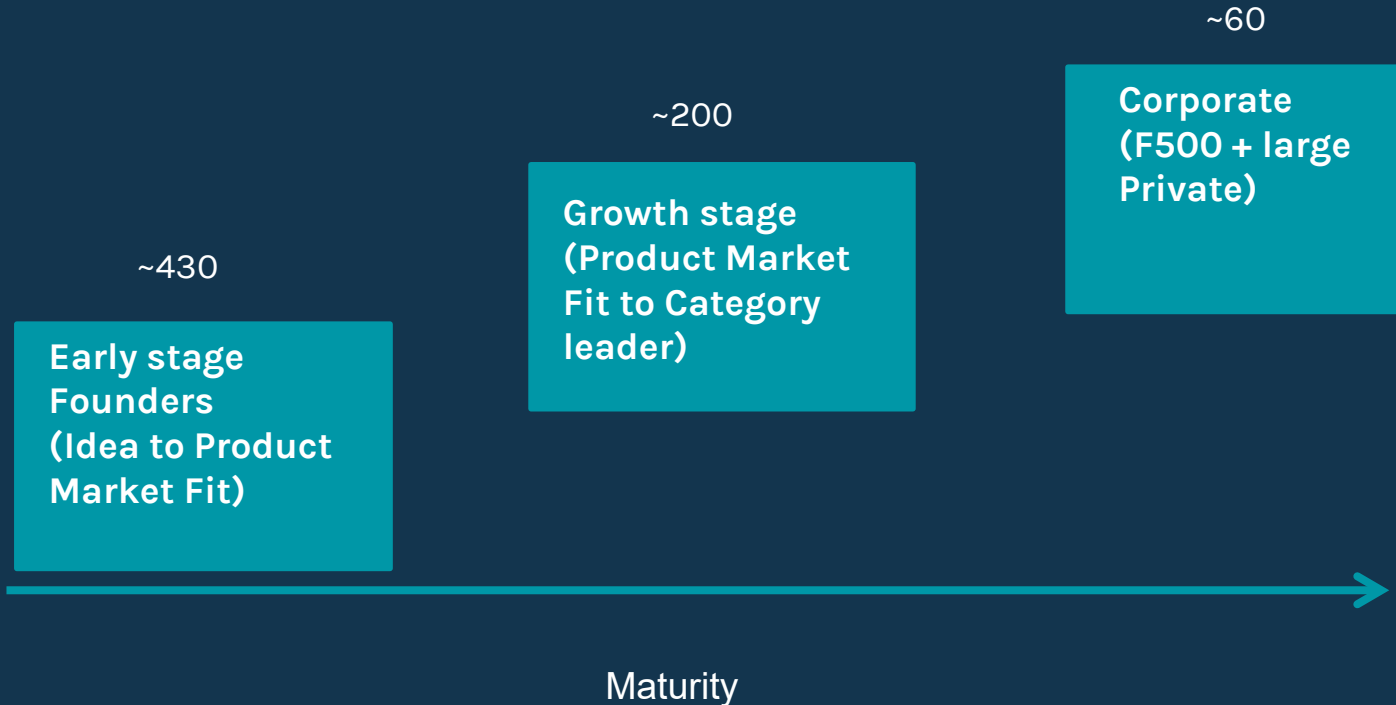 ~430
Early stage
Founders
(Idea to Product
Market Fit)
~200
Growth stage
(Product Market
Fit to Category
leader)
~60
Corporate
(F500 + large
Private)
Maturity